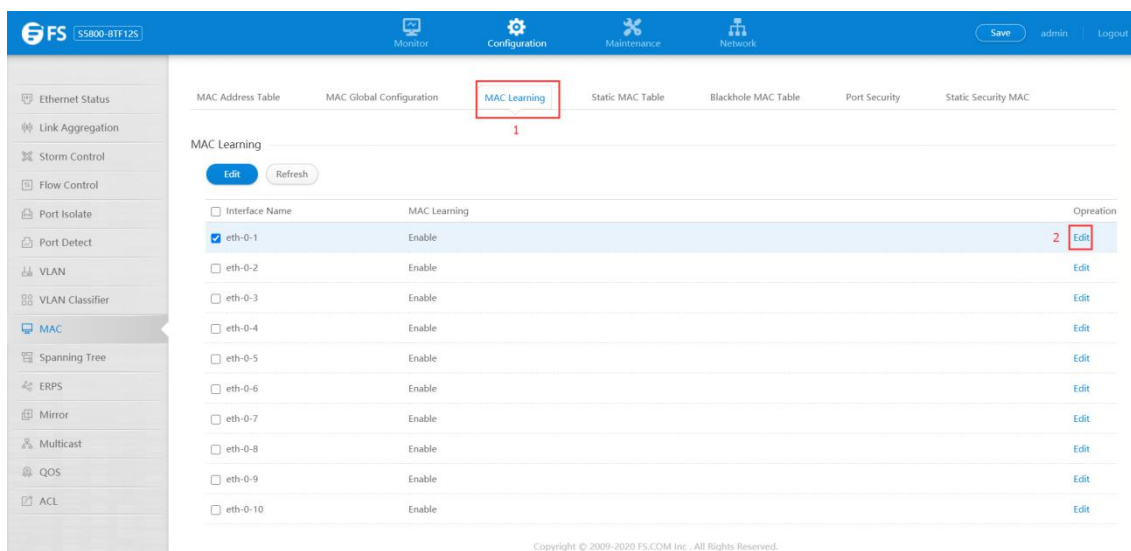 FS S5800-8TF12S
Monitor
Configuration
Maintenance
Network
Save
admin
Logout
Ethernet Status
Link Aggregation
Storm Control
Flow Control
Port Isolate
Port Detect
VLAN
VLAN Classifier
MAC
Spanning Tree
ERPS
Mirror
Multicast
QOS
ACL
MAC Address Table
MAC Global Configuration
MAC Learning
Static MAC Table
Blackhole MAC Table
Port Security
Static Security MAC
1
MAC Learning
Edit
Refresh
Interface Name MAC Learning Opreation
eth-0-1 Enable 2 Edit
eth-0-2 Enable Edit
eth-0-3 Enable Edit
eth-0-4 Enable Edit
eth-0-5 Enable Edit
eth-0-6 Enable Edit
eth-0-7 Enable Edit
eth-0-8 Enable Edit
eth-0-9 Enable Edit
eth-0-10 Enable Edit
Copyright © 2009-2020 FS.COM Inc . All Rights Reserved.